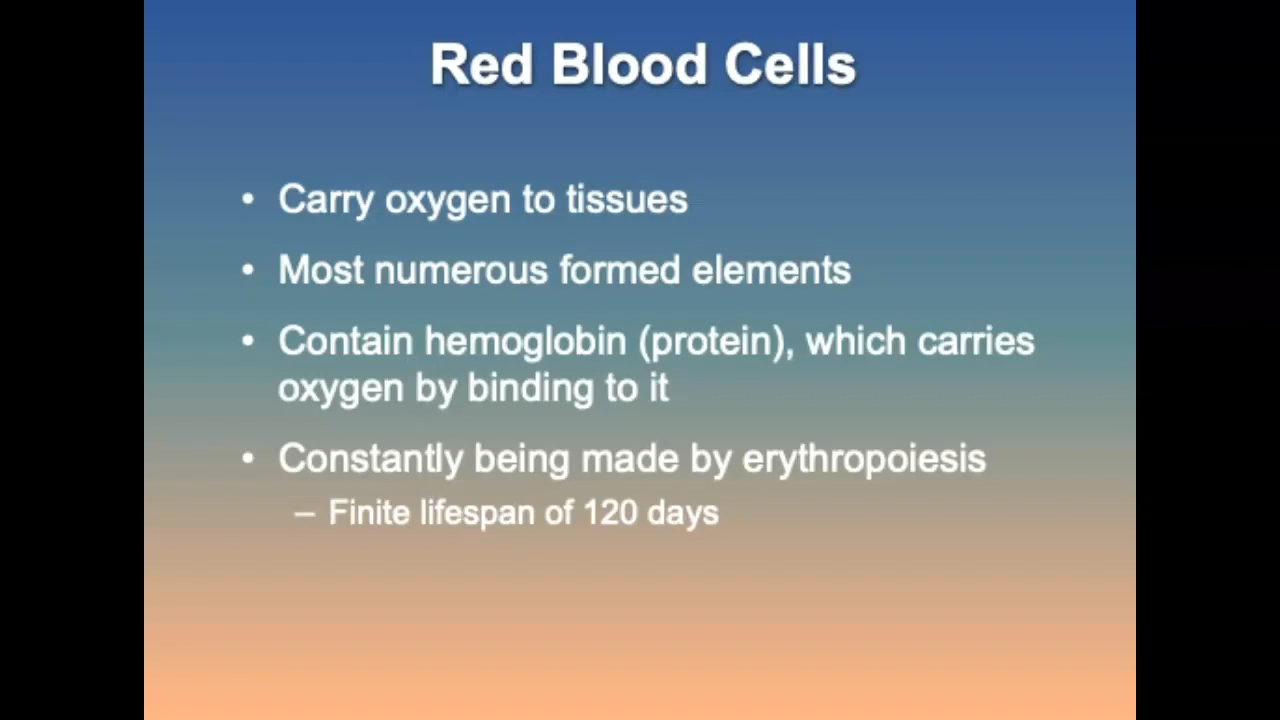 Red Blood Cells
• Carry oxygen to tissues
• Most numerous formed elements
• Contain hemoglobin (protein), which carries
oxygen by binding to it
• Constantly being made by erythropoiesis
– Finite lifespan of 120 days